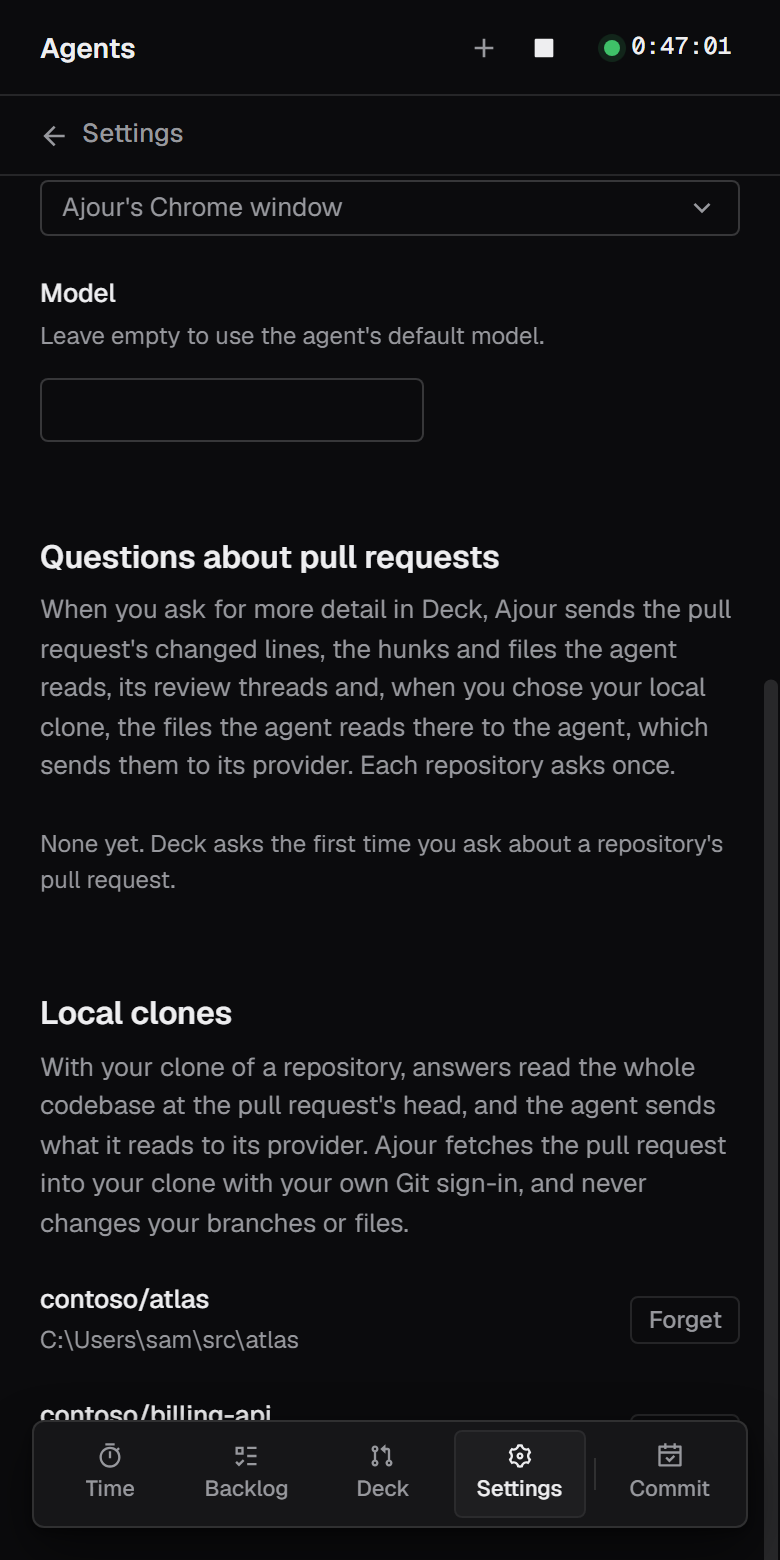 Agents
0:47:01
Settings
Ajour's Chrome window
Model
Leave empty to use the agent's default model.
Questions about pull requests
When you ask for more detail in Deck, Ajour sends the pull
request's changed lines, the hunks and files the agent
reads, its review threads and, when you chose your local
clone, the files the agent reads there to the agent, which
sends them to its provider. Each repository asks once.
None yet. Deck asks the first time you ask about a repository's
pull request.
Local clones
With your clone of a repository, answers read the whole
codebase at the pull request's head, and the agent sends
what it reads to its provider. Ajour fetches the pull request
into your clone with your own Git sign-in, and never
changes your branches or files.
contoso/atlas
Forget
C:\Users\sam\src\atlas
contoso/billing-api
Time
Backlog
Deck
Settings
Commit